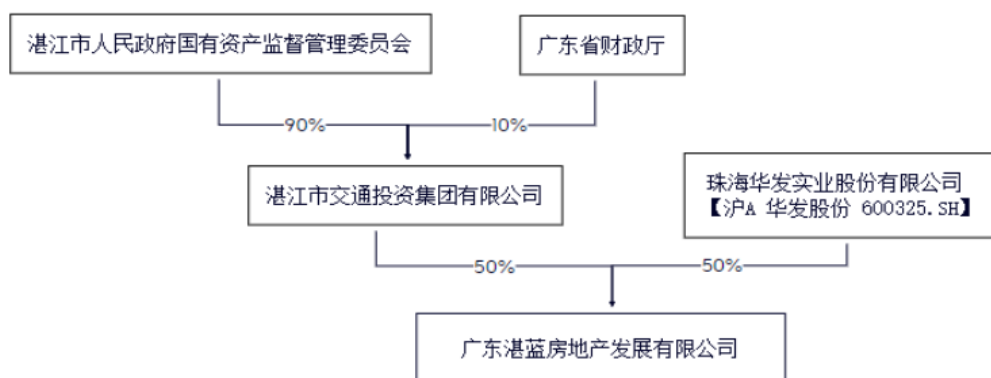 湛江市人民政府国有资产监督管理委员会
广东省财政厅
90%
10%
湛江市交通投资集团有限公司
珠海华发实业股份有限公司
【沪A 华发股份 600325.SH】
50%
50%
广东湛蓝房地产发展有限公司